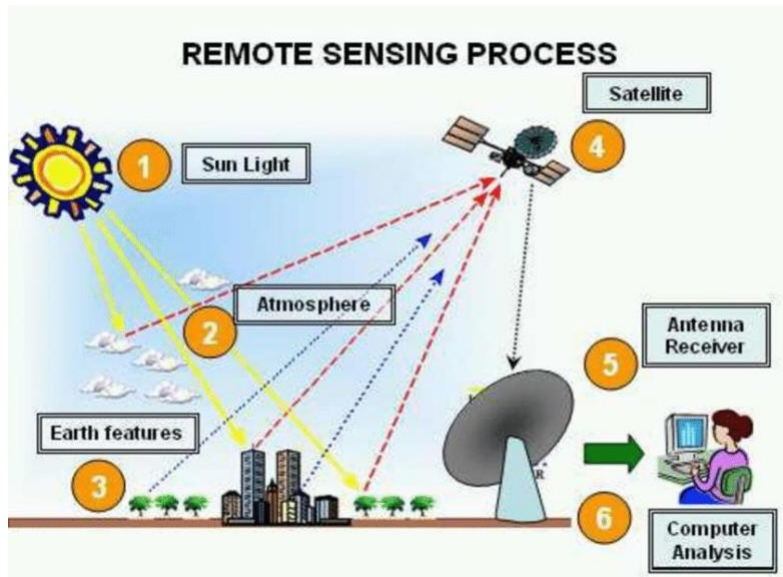 REMOTE SENSING PROCESS
Satellite
4
1
Sun Light
Atmosphere
2
Antenna
Receiver
5
Earth features
3
R
6
Computer
Analysis